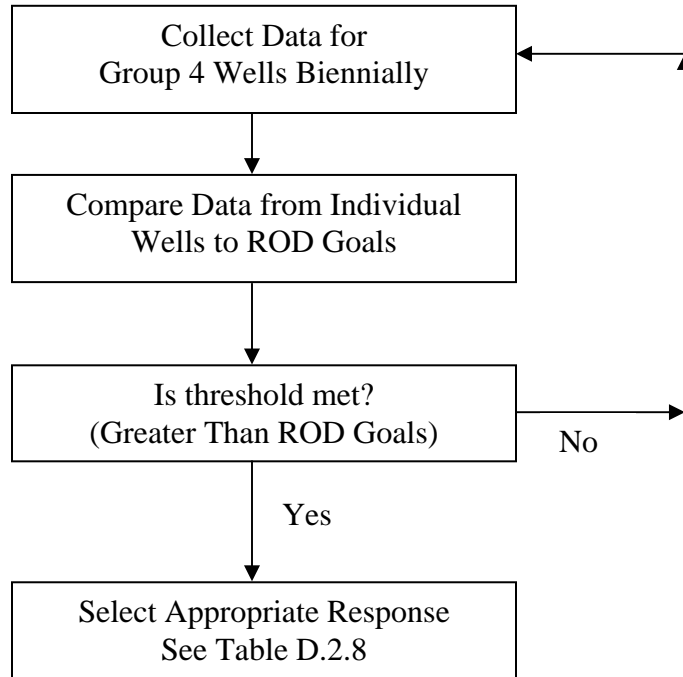 Collect Data for
Group 4 Wells Biennially
Compare Data from Individual
Wells to ROD Goals
Is threshold met?
(Greater Than ROD Goals)
No
Yes
Select Appropriate Response
See Table D.2.8